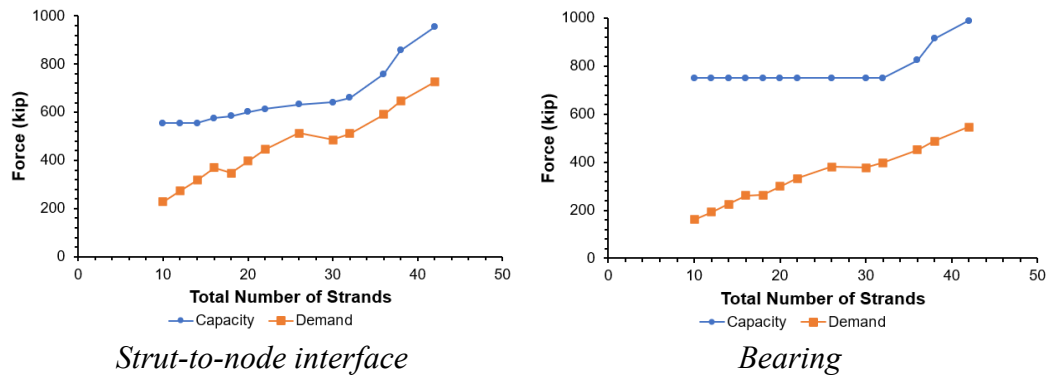 1000
800
600
400
200
0
Force (kip)
0 10 20 30 40 50
Total Number of Strands
Capacity Demand
Strut-to-node interface
1000
800
600
400
200
0
Force (kip)
0 10 20 30 40 50
Total Number of Strands
Capacity Demand
Bearing